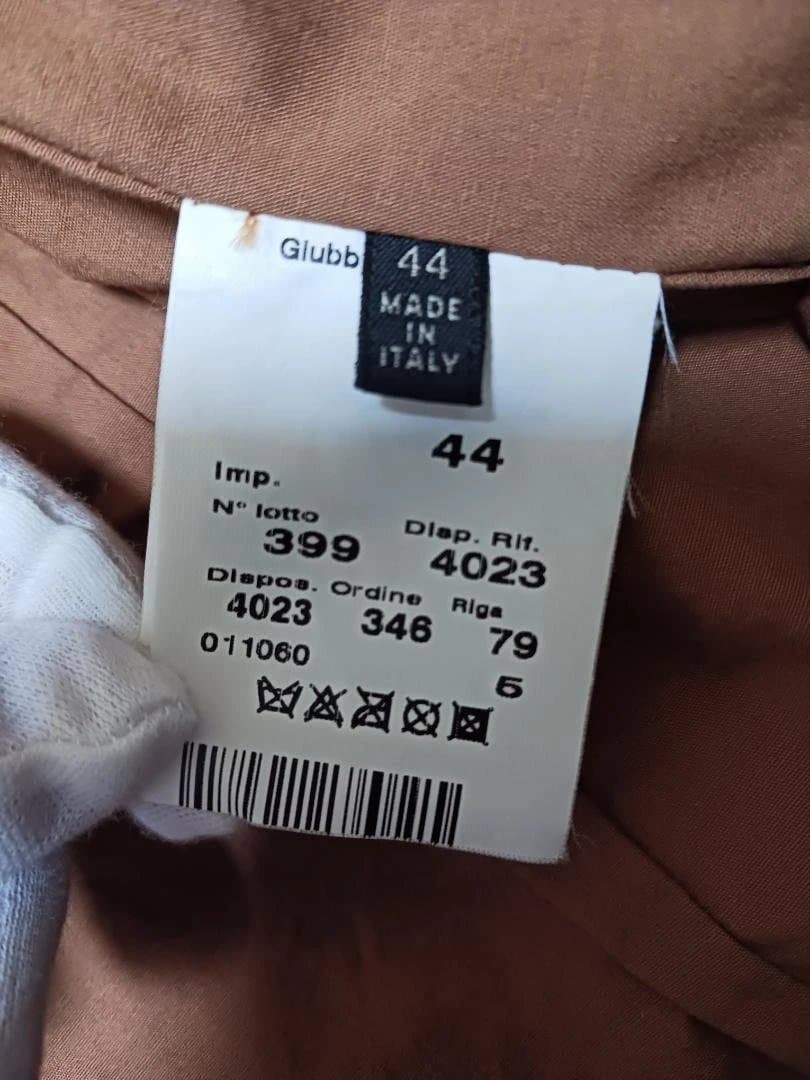 Giubb
44
MADE
IN
ITALY
44
Imp.
N° lotto
Disp. Rif.
399
4023
Dispos. Ordine Riga
4023 346 79
011060
5